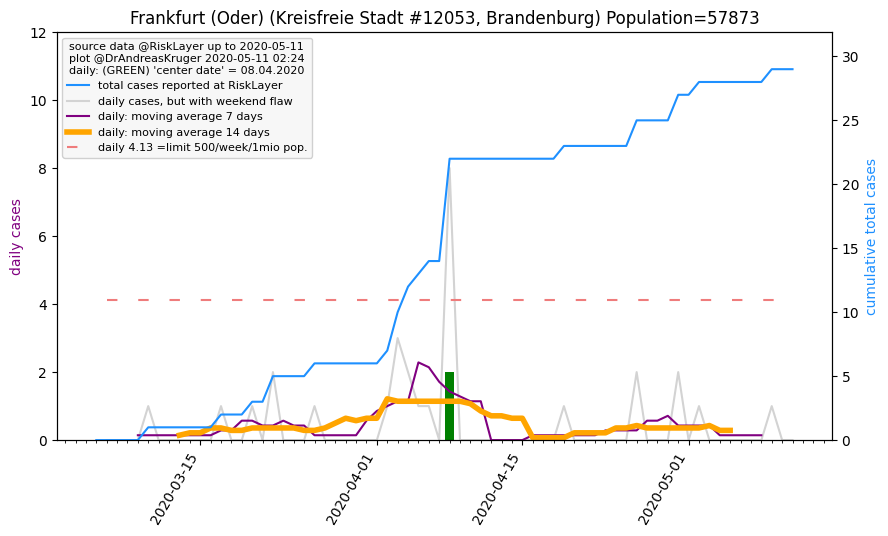 Frankfurt (Oder) (Kreisfreie Stadt #12053, Brandenburg) Population=57873
source data @RiskLayer up to 2020-05-11
plot @DrAndreasKruger 2020-05-11 02:24
daily: (GREEN) 'center date' = 08.04.2020
total cases reported at RiskLayer
daily cases, but with weekend flaw
daily: moving average 7 days
daily: moving average 14 days
daily 4.13 =limit 500/week/1mio pop.
daily cases
12
10
8
6
4
2
0
30
25
20
15
10
5
0
cumulative total cases
2020-03-15
2020-04-01
2020-04-15
2020-05-01